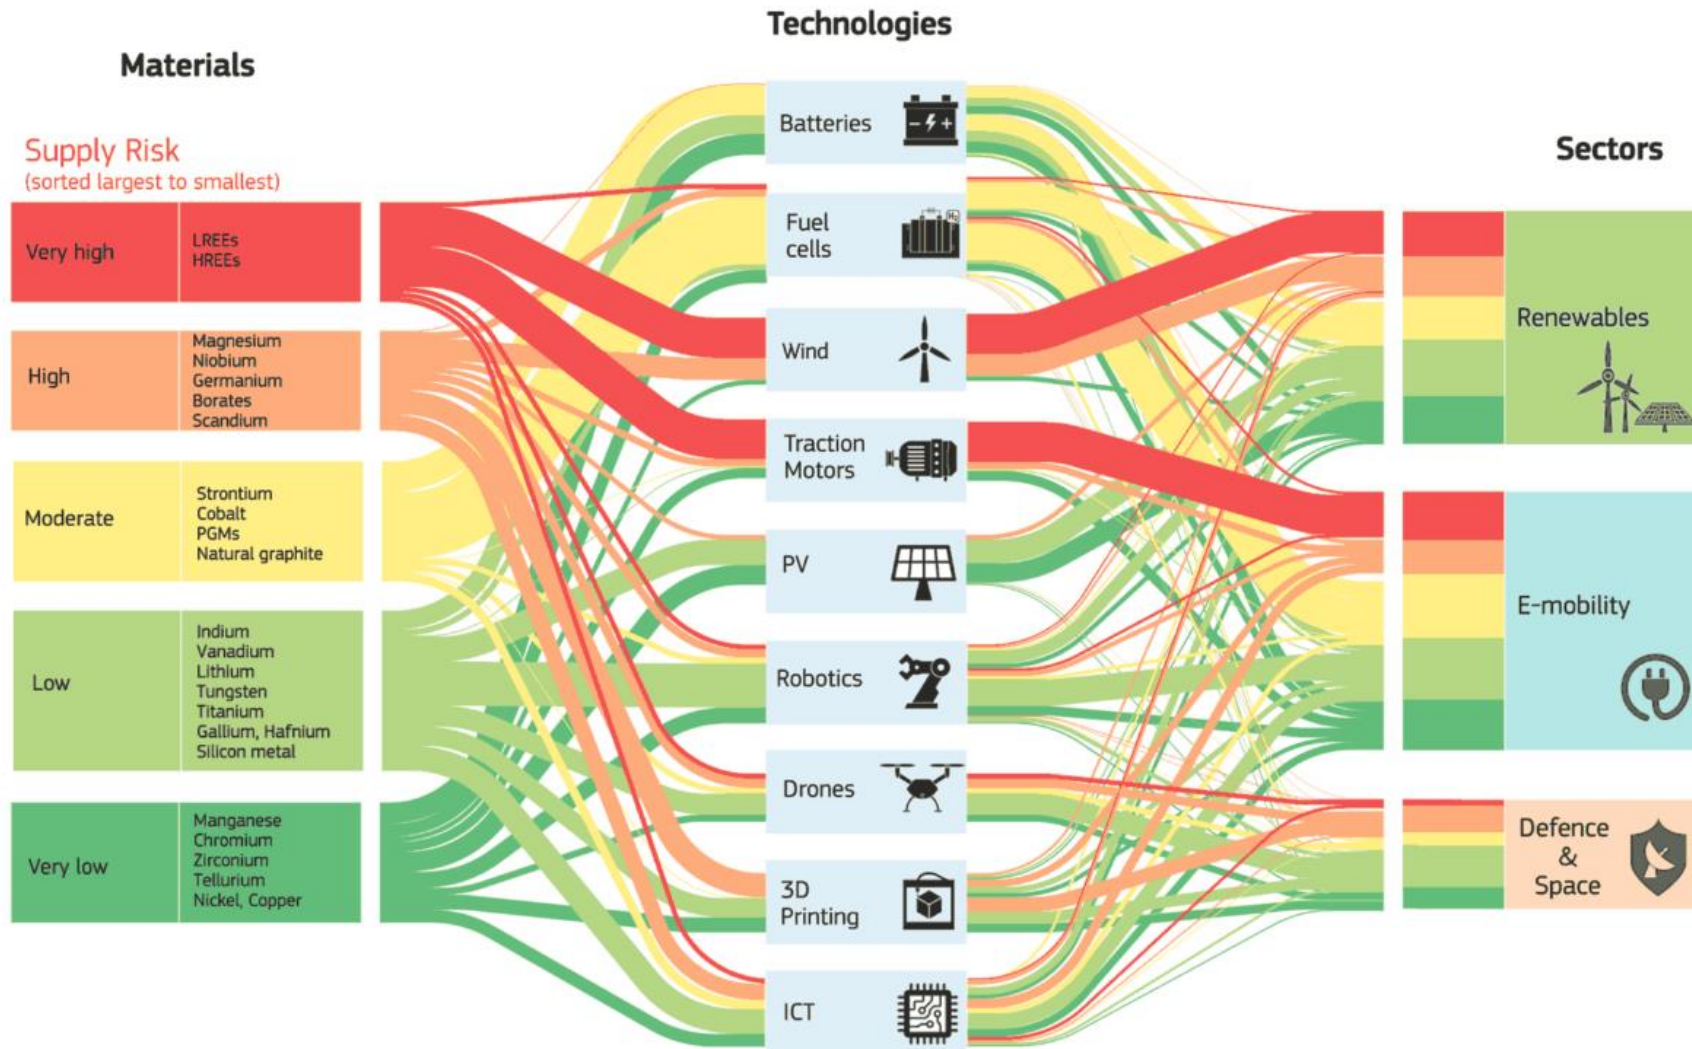 Technologies
Materials
Supply Risk
(sorted largest to smallest)
Very high
LREEs
HREEs
High
Magnesium
Niobium
Germanium
Borates
Scandium
Moderate
Strontium
Cobalt
PGMs
Natural graphite
Low
Indium
Vanadium
Lithium
Tungsten
Titanium
Gallium, Hafnium
Silicon metal
Very low
Manganese
Chromium
Zirconium
Tellurium
Nickel, Copper
Batteries
Fuel
cells
H2
Wind
Traction
Motors
PV
Robotics
Drones
3D
Printing
ICT
Sectors
Renewables
E-mobility
Defence
&
Space